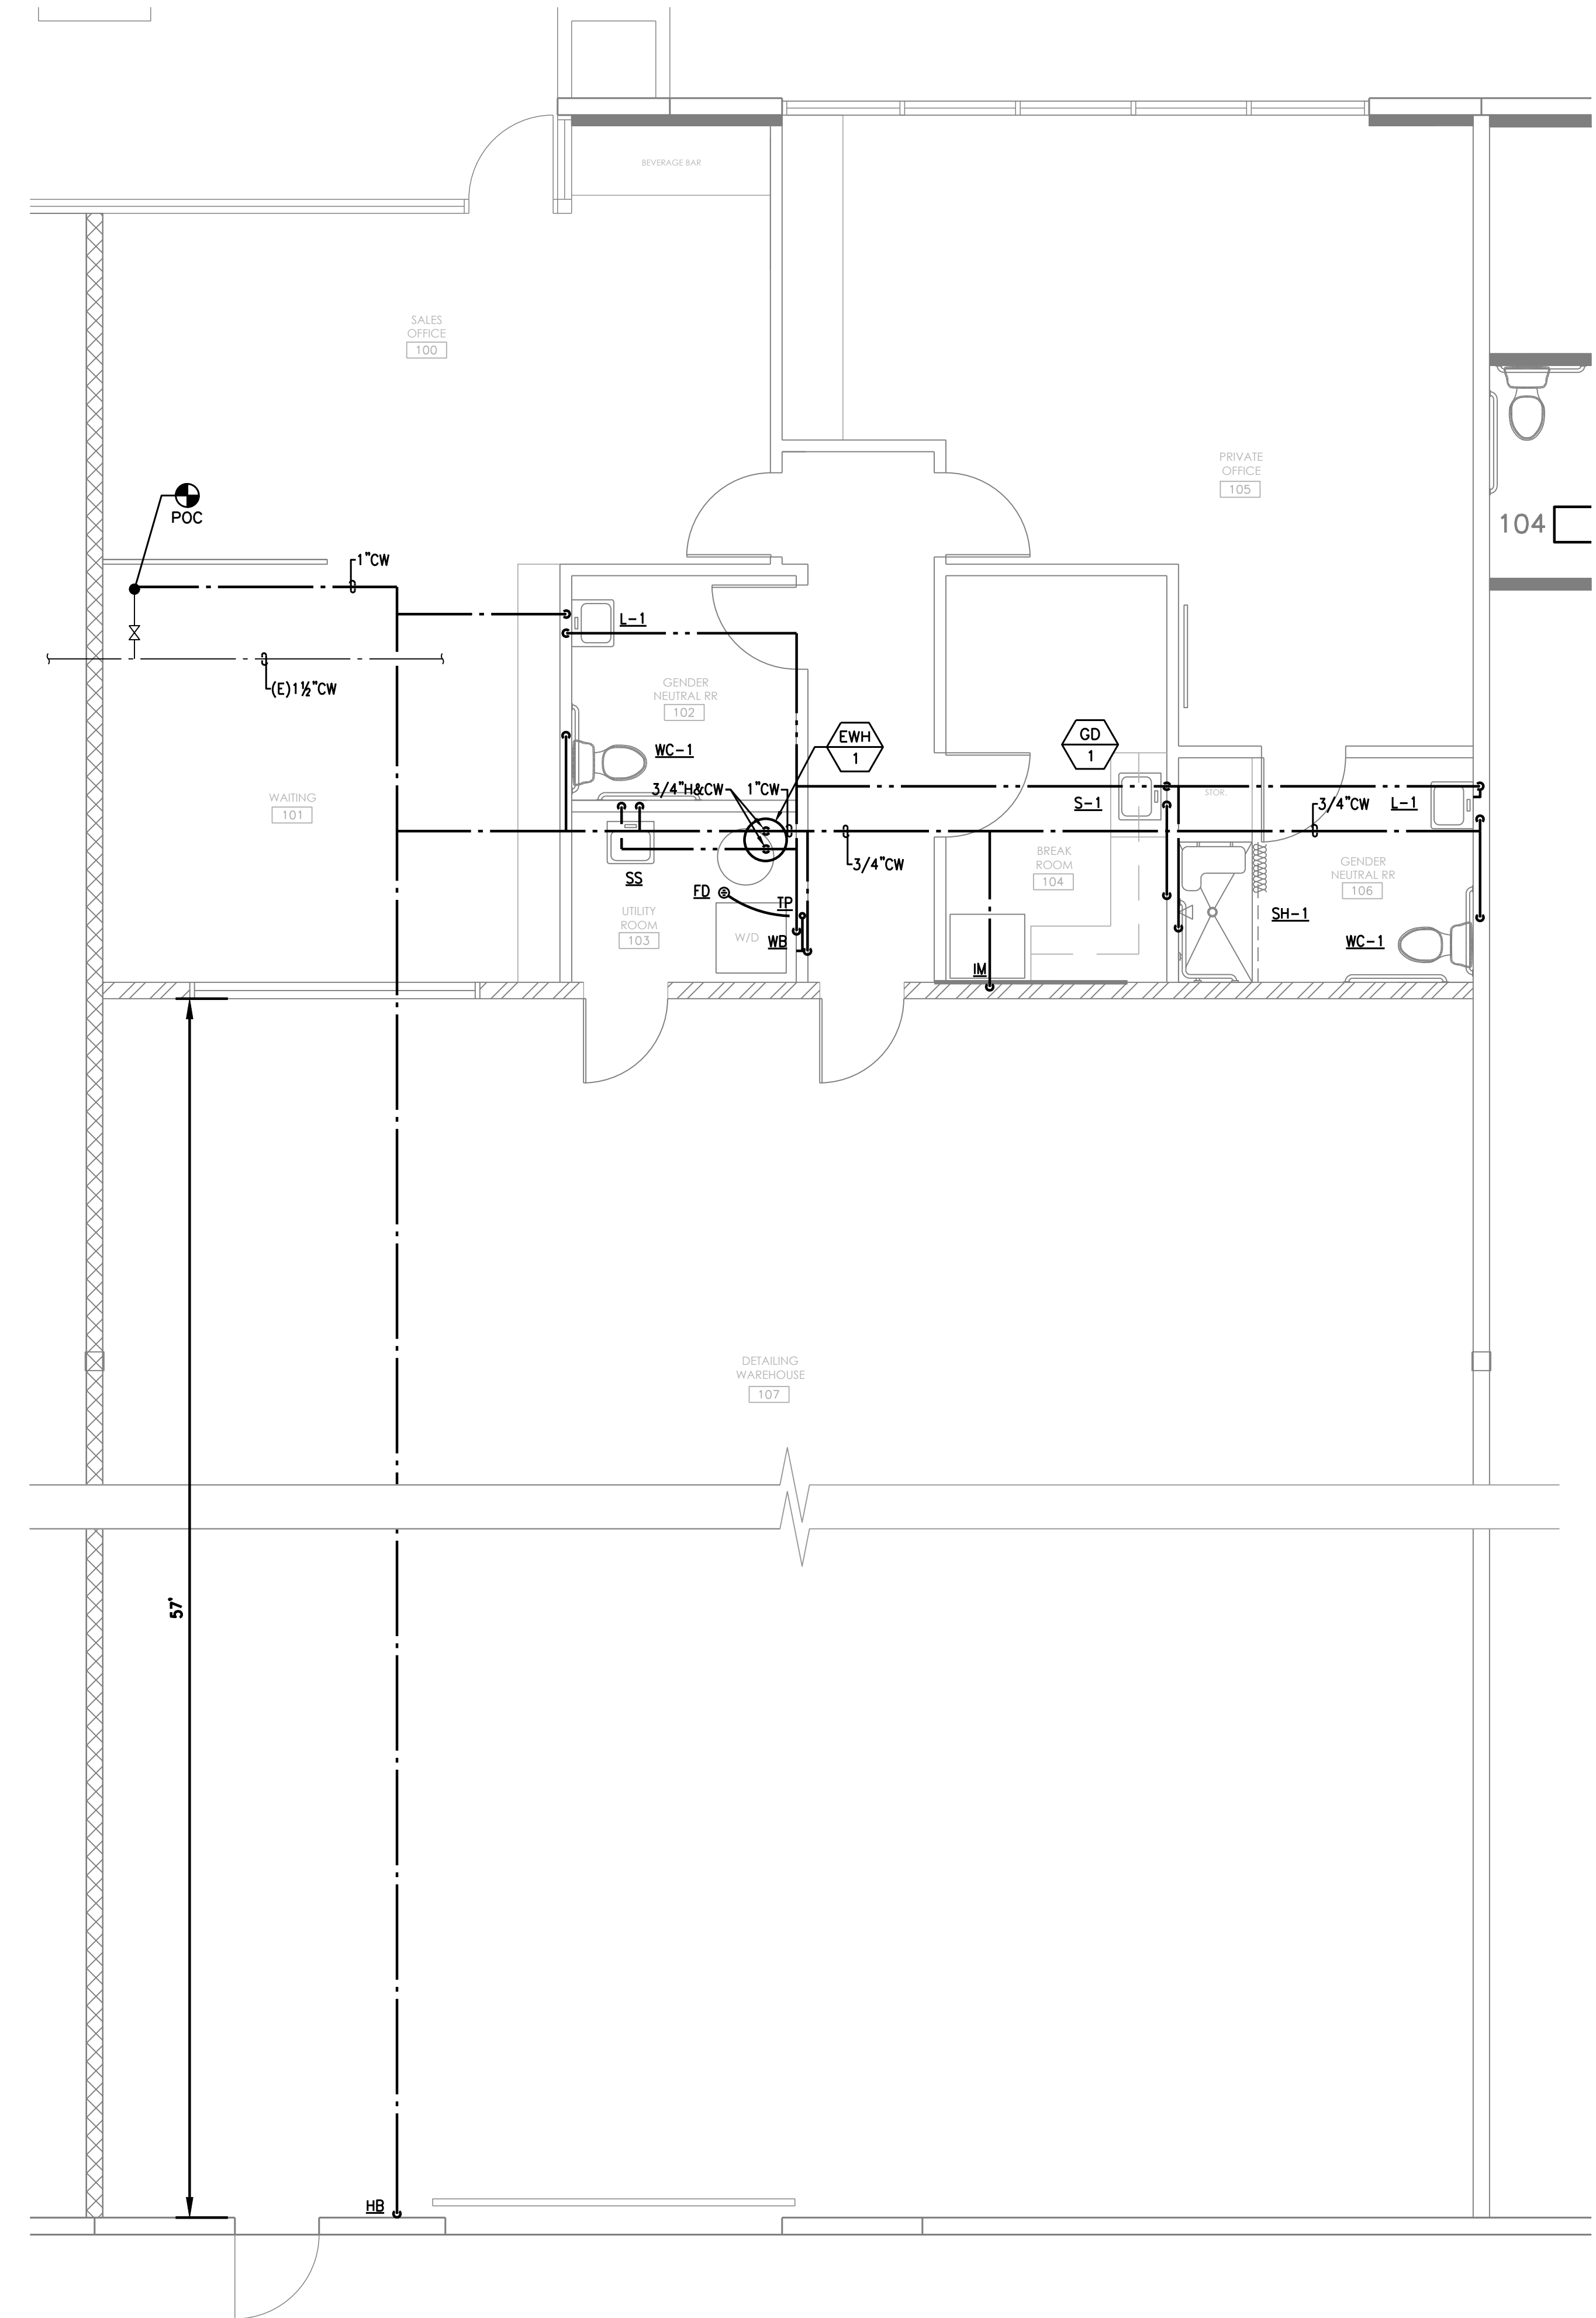 BEVERAGE BAR
SALES
OFFICE
100
PRIVATE
OFFICE
105
POC
104
1"CW
L-1
(E)1½"CW
GENDER
NEUTRAL RR
102
WC-1
EWH
1
GD
1
3/4"H&CW
1"CW
S-1
STOR.
3/4"CW
L-1
WAITING
101
3/4"CW
SS
BREAK
ROOM
104
GENDER
NEUTRAL RR
106
FD
TP
UTILITY
ROOM
103
W/D
WB
SH-1
WC-1
IM
DETAILING
WAREHOUSE
107
57'
HB